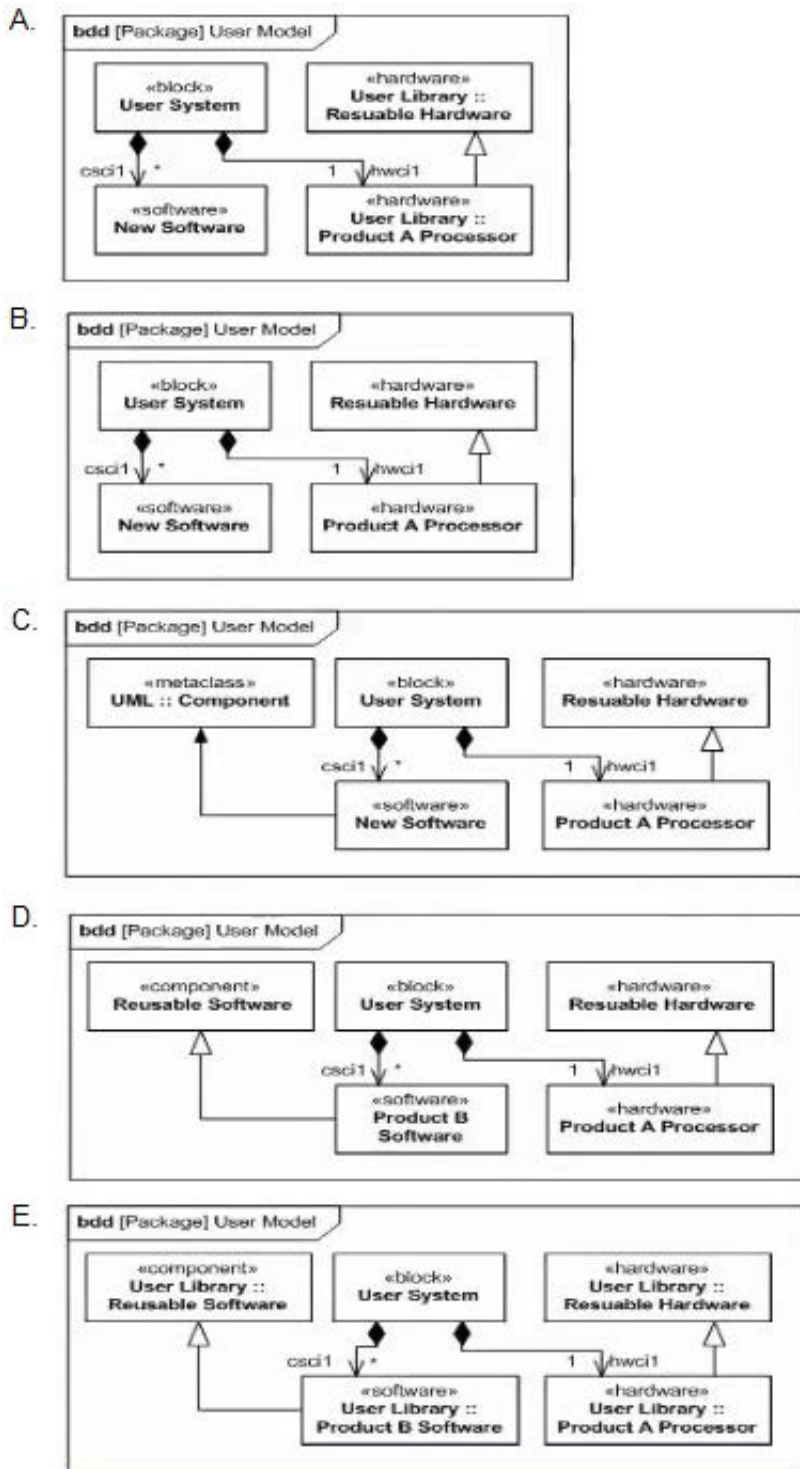 A.
bdd [Package] User Model
«block»
User System
«hardware»
User Library ::
Resuable Hardware
csci1 *
1 hwci1
«software»
New Software
«hardware»
User Library ::
Product A Processor
B.
bdd [Package] User Model
«block»
User System
«hardware»
Resuable Hardware
csci1 *
1 hwci1
«software»
New Software
«hardware»
Product A Processor
C.
bdd [Package] User Model
«metaclass»
UML :: Component
«block»
User System
«hardware»
Resuable Hardware
csci1 *
1 hwci1
«software»
New Software
«hardware»
Product A Processor
D.
bdd [Package] User Model
«component»
Reusable Software
«block»
User System
«hardware»
Resuable Hardware
csci1 *
1 hwci1
«software»
Product B
Software
«hardware»
Product A Processor
E.
bdd [Package] User Model
«component»
User Library ::
Reusable Software
«block»
User System
«hardware»
User Library ::
Resuable Hardware
csci1 *
1 hwci1
«software»
User Library ::
Product B Software
«hardware»
User Library ::
Product A Processor